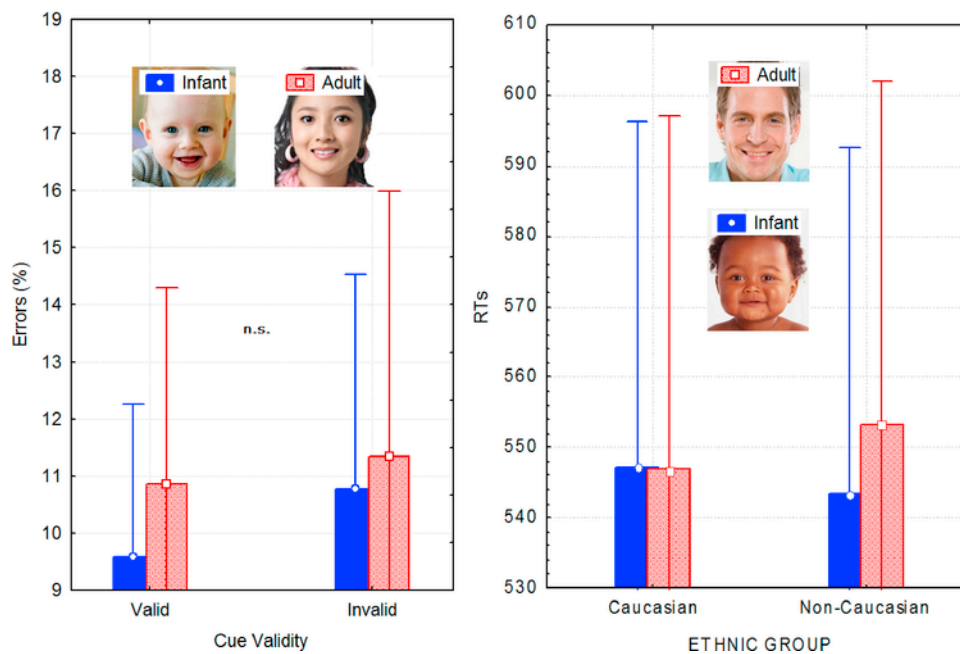 19
18
17
16
15
14
13
12
11
10
9
Errors (%)
Infant
Adult
n.s.
Valid
Invalid
Cue Validity
610
600
590
580
570
560
550
540
530
RTs
Adult
Infant
Caucasian
Non-Caucasian
ETHNIC GROUP